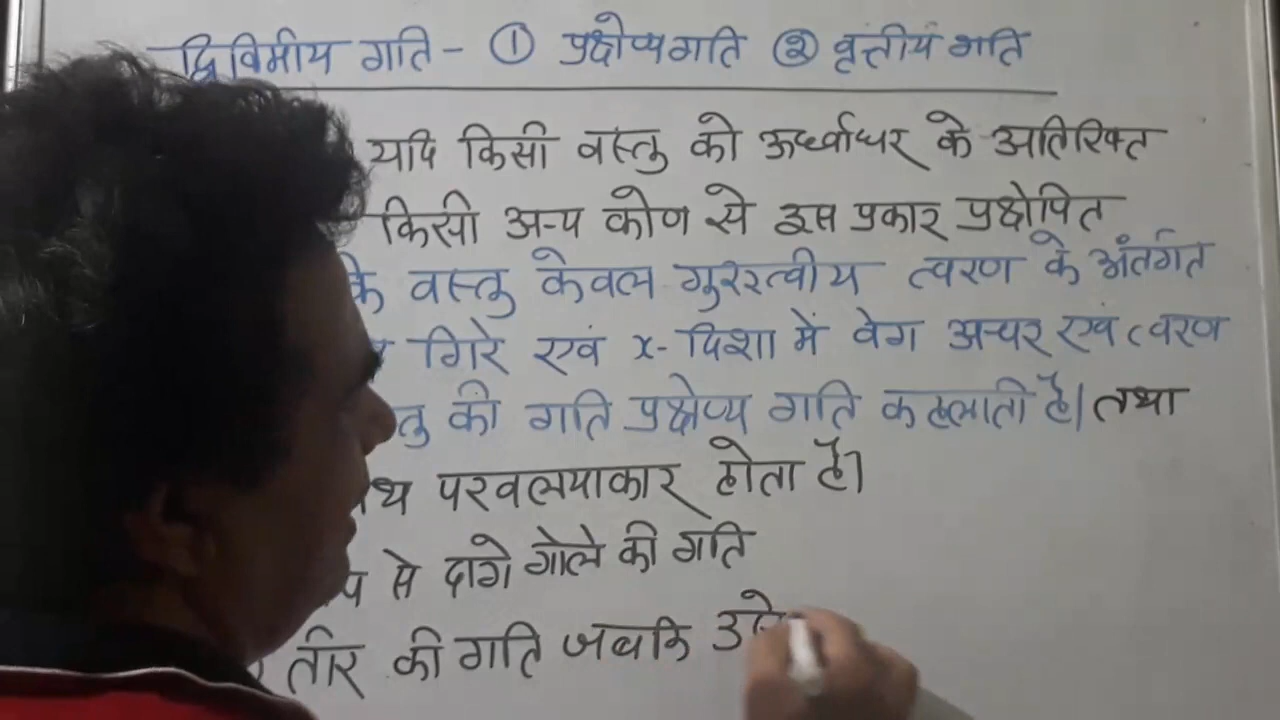 द्विविमीय गति - ① प्रक्षेप्य गति ② वृत्तीय गति
यदि किसी वस्तु को ऊर्ध्वाधर के अतिरिक्त
किसी अन्य कोण से इस प्रकार प्रक्षेपित
कि वस्तु केवल गुरुत्वीय त्वरण के अंतर्गत
गिरे एवं x- दिशा में वेग अचर एवं त्वरण
की गति प्रक्षेप्य गति कहलाती है। तथा
परवलयाकार होता है।
से दागे गोले की गति
तीर की गति जबकि